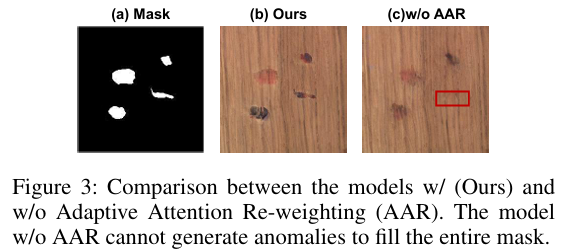 (a) Mask (b) Ours (c)w/o AAR
Figure 3: Comparison between the models w/ (Ours) and
w/o Adaptive Attention Re-weighting (AAR). The model
w/o AAR cannot generate anomalies to fill the entire mask.